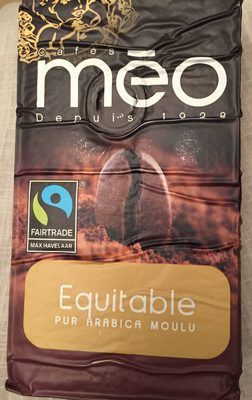 Cafés
mēo
Depuis 1928
®
FAIRTRADE
MAX HAVELAAR
Equitable
PUR ARABICA MOULU